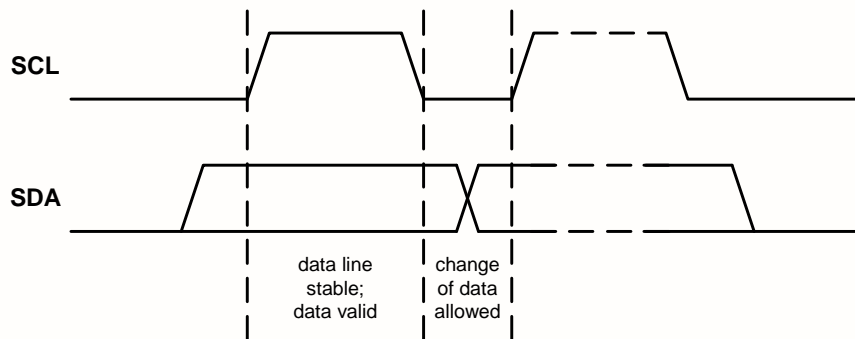 SCL
SDA
data line
stable;
data valid
change
of data
allowed